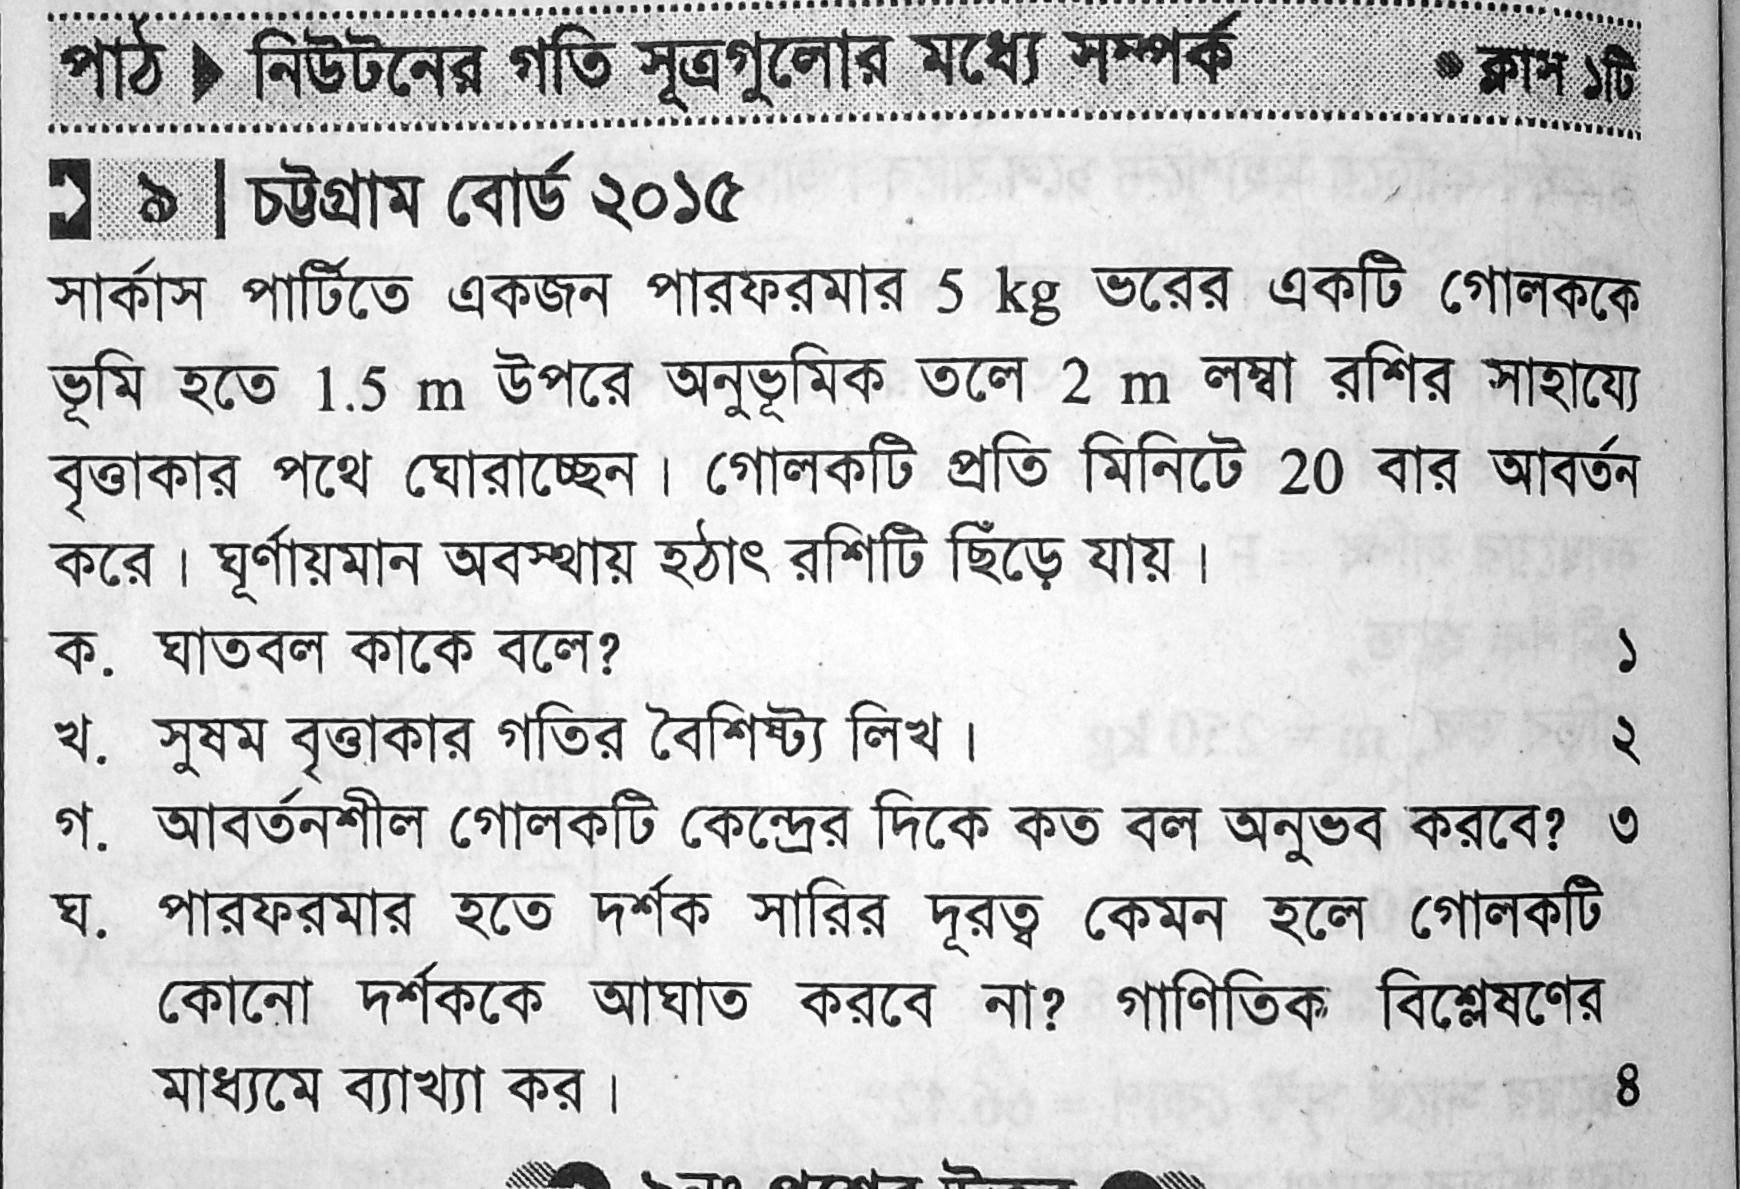 পাঠ ▶ নিউটনের গতি সূত্রগুলোর মধ্যে সম্পর্ক ● ক্লাস ১টি
৯ | চট্টগ্রাম বোর্ড ২০১৫
সার্কাস পার্টিতে একজন পারফরমার 5 kg ভরের একটি গোলককে
ভূমি হতে 1.5 m উপরে অনুভূমিক তলে 2 m লম্বা রশির সাহায্যে
বৃত্তাকার পথে ঘোরাচ্ছেন। গোলকটি প্রতি মিনিটে 20 বার আবর্তন
করে। ঘূর্ণায়মান অবস্থায় হঠাৎ রশিটি ছিঁড়ে যায়।
ক. ঘাতবল কাকে বলে? ১
খ. সুষম বৃত্তাকার গতির বৈশিষ্ট্য লিখ। ২
গ. আবর্তনশীল গোলকটি কেন্দ্রের দিকে কত বল অনুভব করবে? ৩
ঘ. পারফরমার হতে দর্শক সারির দূরত্ব কেমন হলে গোলকটি
কোনো দর্শককে আঘাত করবে না? গাণিতিক বিশ্লেষণের
মাধ্যমে ব্যাখ্যা কর। ৪